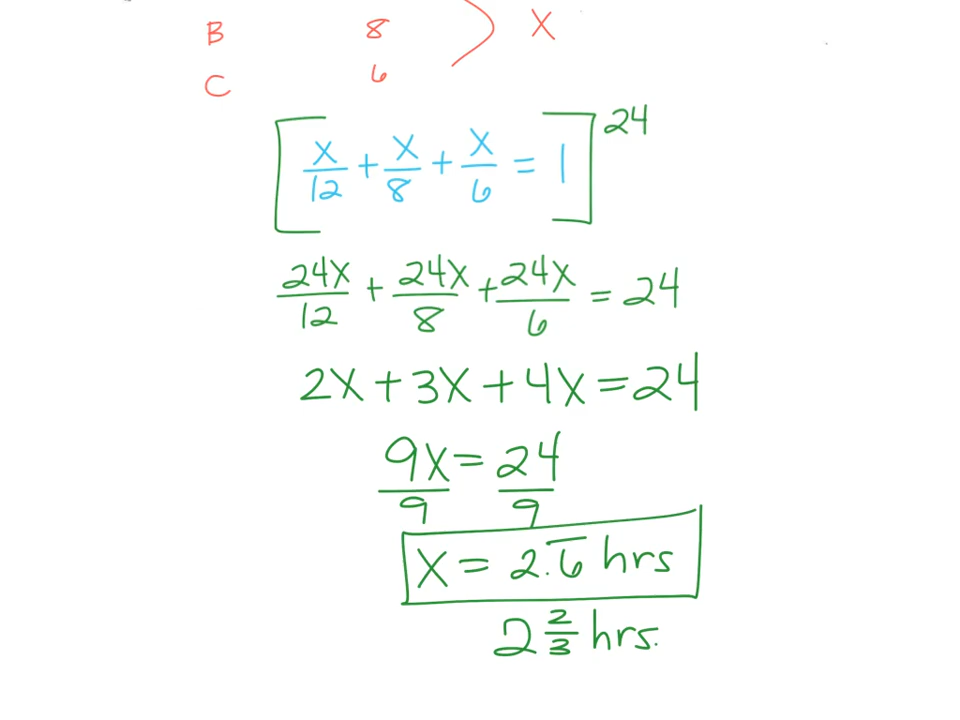 B 8 X
C 6
[x/12 + x/8 + x/6 = 1] 24
24x/12 + 24x/8 + 24x/6 = 24
2x + 3x + 4x = 24
9x/9 = 24/9
x = 2.6̅ hrs
2 2/3 hrs.